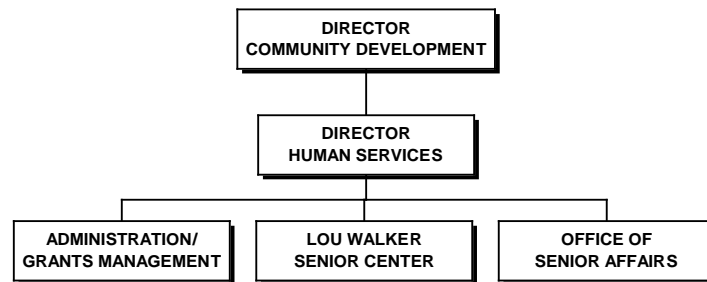 DIRECTOR
COMMUNITY DEVELOPMENT
DIRECTOR
HUMAN SERVICES
ADMINISTRATION/
GRANTS MANAGEMENT
LOU WALKER
SENIOR CENTER
OFFICE OF
SENIOR AFFAIRS